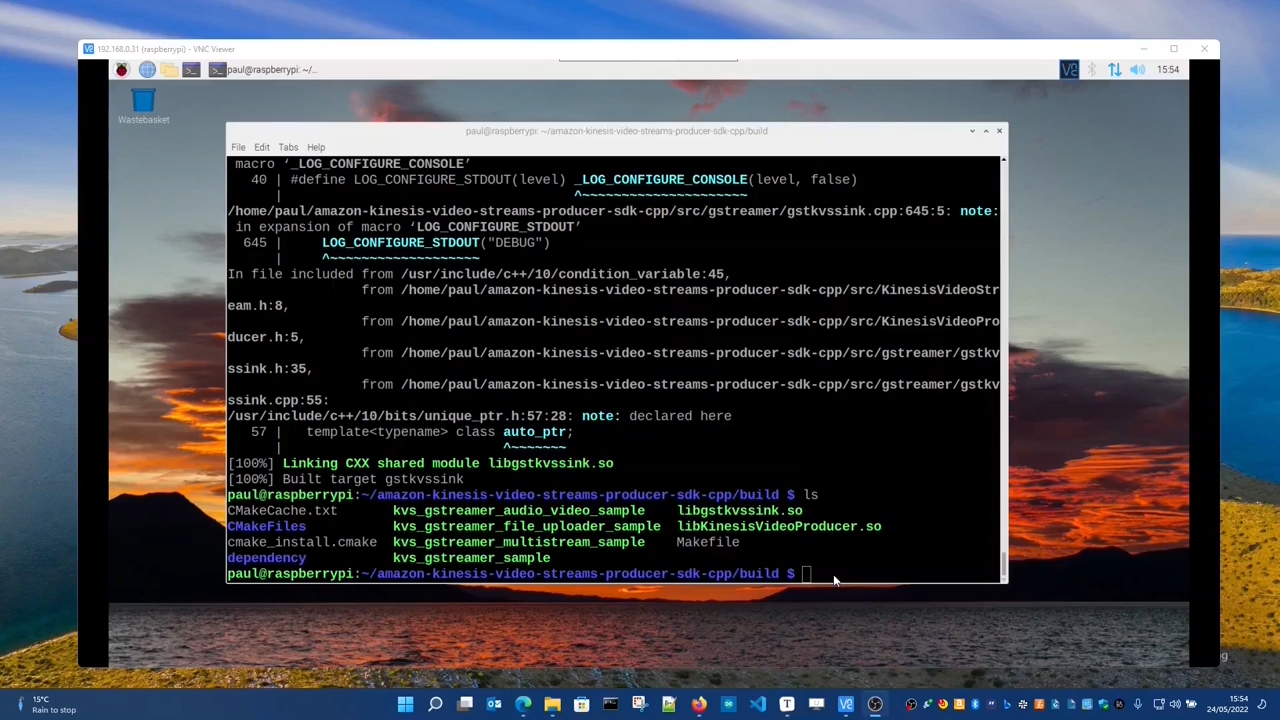 192.168.0.31 (raspberrypi) - VNC Viewer
paul@raspberrypi: ~/...
15:54
Wastebasket
paul@raspberrypi: ~/amazon-kinesis-video-streams-producer-sdk-cpp/build
File Edit Tabs Help
macro ‘_LOG_CONFIGURE_CONSOLE’
40 | #define LOG_CONFIGURE_STDOUT(level) _LOG_CONFIGURE_CONSOLE(level, false)
| ^~~~~~~~~~~~~~~~~~~~~~
/home/paul/amazon-kinesis-video-streams-producer-sdk-cpp/src/gstreamer/gstkvssink.cpp:645:5: note:
in expansion of macro ‘LOG_CONFIGURE_STDOUT’
645 | LOG_CONFIGURE_STDOUT("DEBUG")
| ^~~~~~~~~~~~~~~~~~~~
In file included from /usr/include/c++/10/condition_variable:45,
from /home/paul/amazon-kinesis-video-streams-producer-sdk-cpp/src/KinesisVideoStr
eam.h:8,
from /home/paul/amazon-kinesis-video-streams-producer-sdk-cpp/src/KinesisVideoPro
ducer.h:5,
from /home/paul/amazon-kinesis-video-streams-producer-sdk-cpp/src/gstreamer/gstkv
ssink.h:35,
from /home/paul/amazon-kinesis-video-streams-producer-sdk-cpp/src/gstreamer/gstkv
ssink.cpp:55:
/usr/include/c++/10/bits/unique_ptr.h:57:28: note: declared here
57 | template<typename> class auto_ptr;
| ^~~~~~~~
[100%] Linking CXX shared module libgstkvssink.so
[100%] Built target gstkvssink
paul@raspberrypi:~/amazon-kinesis-video-streams-producer-sdk-cpp/build $ ls
CMakeCache.txt kvs_gstreamer_audio_video_sample libgstkvssink.so
CMakeFiles kvs_gstreamer_file_uploader_sample libKinesisVideoProducer.so
cmake_install.cmake kvs_gstreamer_multistream_sample Makefile
dependency kvs_gstreamer_sample
paul@raspberrypi:~/amazon-kinesis-video-streams-producer-sdk-cpp/build $
15°C
Rain to stop
15:54
24/05/2022